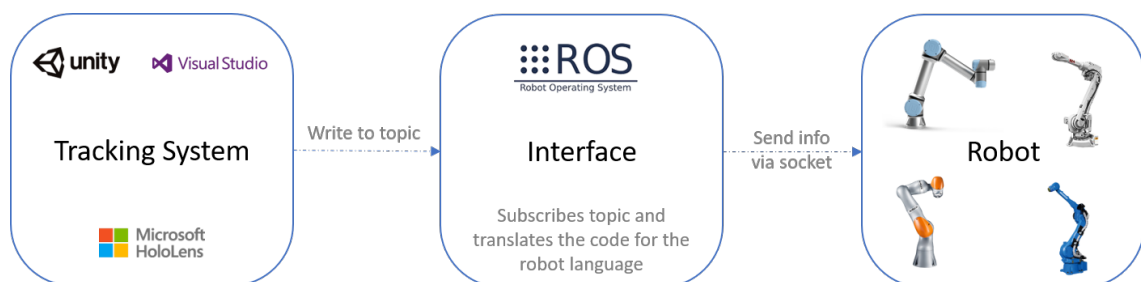 unity
Visual Studio
Tracking System
Microsoft
HoloLens
Write to topic
ROS
Robot Operating System
Interface
Subscribes topic and
translates the code for the
robot language
Send info
via socket
Robot